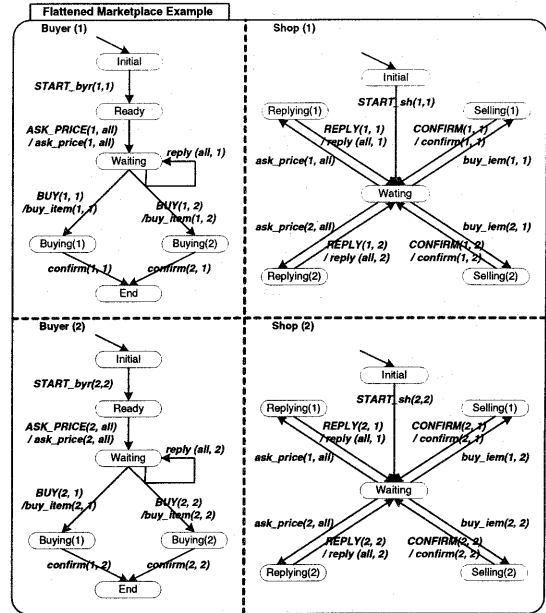 Flattened Marketplace Example
Buyer (1)
Initial
START_byr(1,1)
Ready
ASK_PRICE(1, all)
/ ask_price(1, all)
Waiting
reply (all, 1)
BUY(1, 1)
/buy_item(1, 1)
BUY(1, 2)
/buy_item(1, 2)
Buying(1)
Buying(2)
confirm(1, 1)
confirm(2, 1)
End
Shop (1)
Initial
START_sh(1,1)
Replying(1)
Selling(1)
REPLY(1, 1)
/ reply (all, 1)
CONFIRM(1, 1)
/ confirm(1, 1)
ask_price(1, all)
buy_iem(1, 1)
Wating
ask_price(2, all)
buy_iem(2, 1)
REPLY(1, 2)
/ reply (all, 2)
CONFIRM(1, 2)
/ confirm(1, 2)
Replying(2)
Selling(2)
Buyer (2)
Initial
START_byr(2,2)
Ready
ASK_PRICE(2, all)
/ ask_price(2, all)
Waiting
reply (all, 2)
BUY(2, 1)
/buy_item(2, 1)
BUY(2, 2)
/buy_item(2, 2)
Buying(1)
Buying(2)
confirm(1, 2)
confirm(2, 2)
End
Shop (2)
Initial
START_sh(2,2)
Replying(1)
Selling(1)
REPLY(2, 1)
/ reply (all, 1)
CONFIRM(2, 1)
/ confirm(2, 1)
ask_price(1, all)
buy_iem(1, 2)
Waiting
ask_price(2, all)
buy_iem(2, 2)
REPLY(2, 2)
/ reply (all, 2)
CONFIRM(2, 2)
/ confirm(2, 2)
Replying(2)
Selling(2)